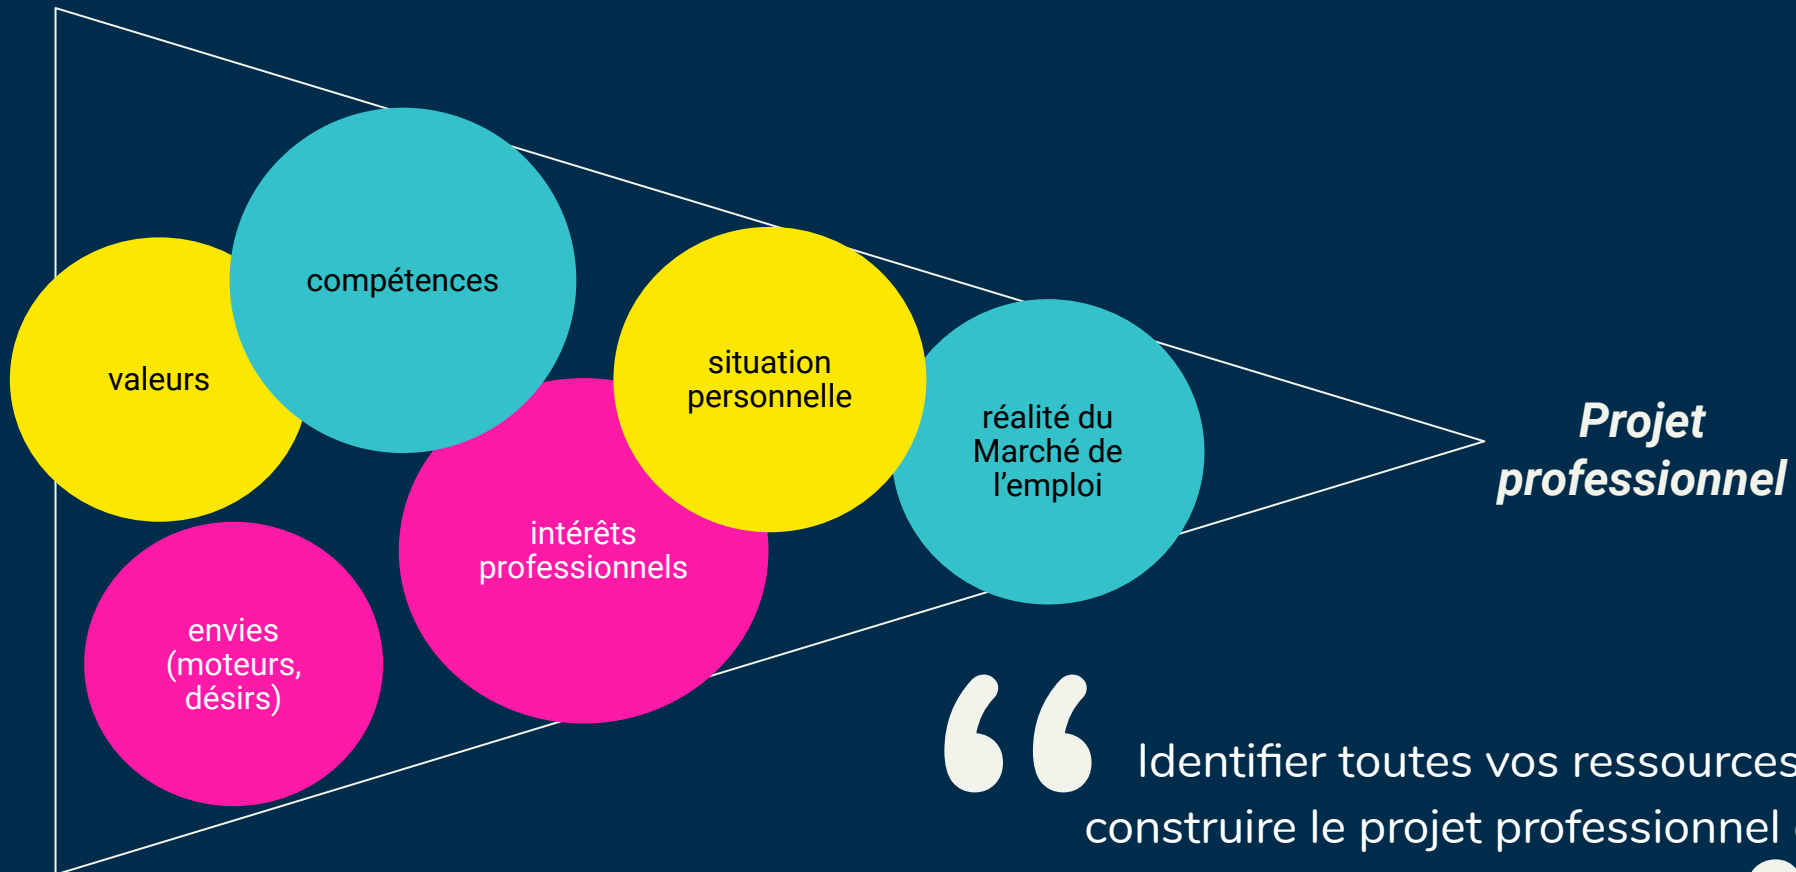 compétences
valeurs
situation
personnelle
réalité du
Marché de
l'emploi
Projet
professionnel
intérêts
professionnels
envies
(moteurs,
désirs)
“
Identifier toutes vos ressources
construire le projet professionnel